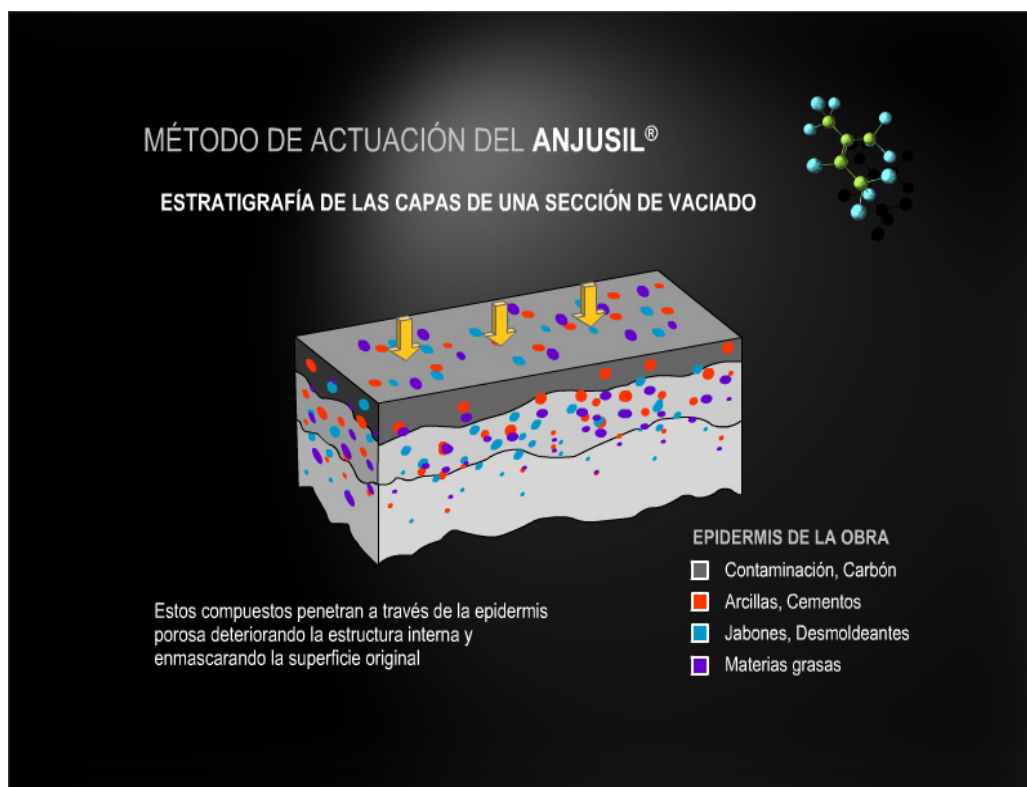 MÉTODO DE ACTUACIÓN DEL ANJUSIL®
ESTRATIGRAFÍA DE LAS CAPAS DE UNA SECCIÓN DE VACIADO
EPIDERMIS DE LA OBRA
Contaminación, Carbón
Arcillas, Cementos
Jabones, Desmoldeantes
Materias grasas
Estos compuestos penetran a través de la epidermis
porosa deteriorando la estructura interna y
enmascarando la superficie original